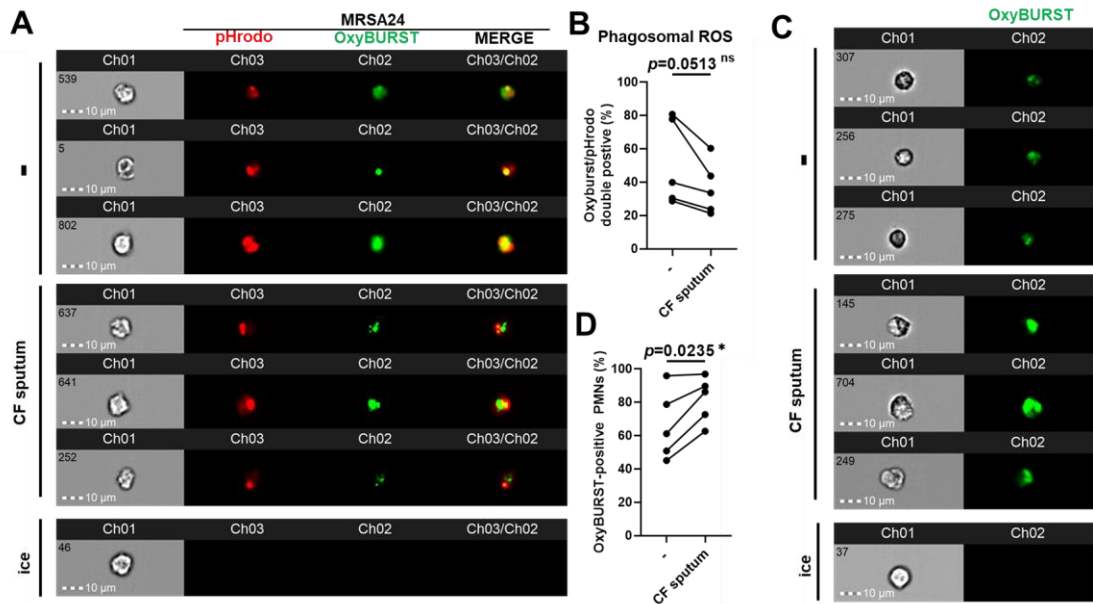 A
MRSA24
pHrodo OxyBURST MERGE
Ch01 Ch03 Ch02 Ch03/Ch02
539
10 µm
-
Ch01 Ch03 Ch02 Ch03/Ch02
5
10 µm
Ch01 Ch03 Ch02 Ch03/Ch02
802
10 µm
CF sputum
Ch01 Ch03 Ch02 Ch03/Ch02
637
10 µm
Ch01 Ch03 Ch02 Ch03/Ch02
641
10 µm
Ch01 Ch03 Ch02 Ch03/Ch02
252
10 µm
ice
Ch01 Ch03 Ch02 Ch03/Ch02
46
10 µm
B
Phagosomal ROS
p=0.0513 ns
Oxyburst/pHrodo
double postive (%)
100
80
60
40
20
0
-
CF sputum
D
p=0.0235 *
OxyBURST-positive PMNs (%)
100
80
60
40
20
0
-
CF sputum
C
OxyBURST
Ch01 Ch02
307
10 µm
-
Ch01 Ch02
256
10 µm
Ch01 Ch02
275
10 µm
CF sputum
Ch01 Ch02
145
10 µm
Ch01 Ch02
704
10 µm
Ch01 Ch02
249
10 µm
ice
Ch01 Ch02
37
10 µm